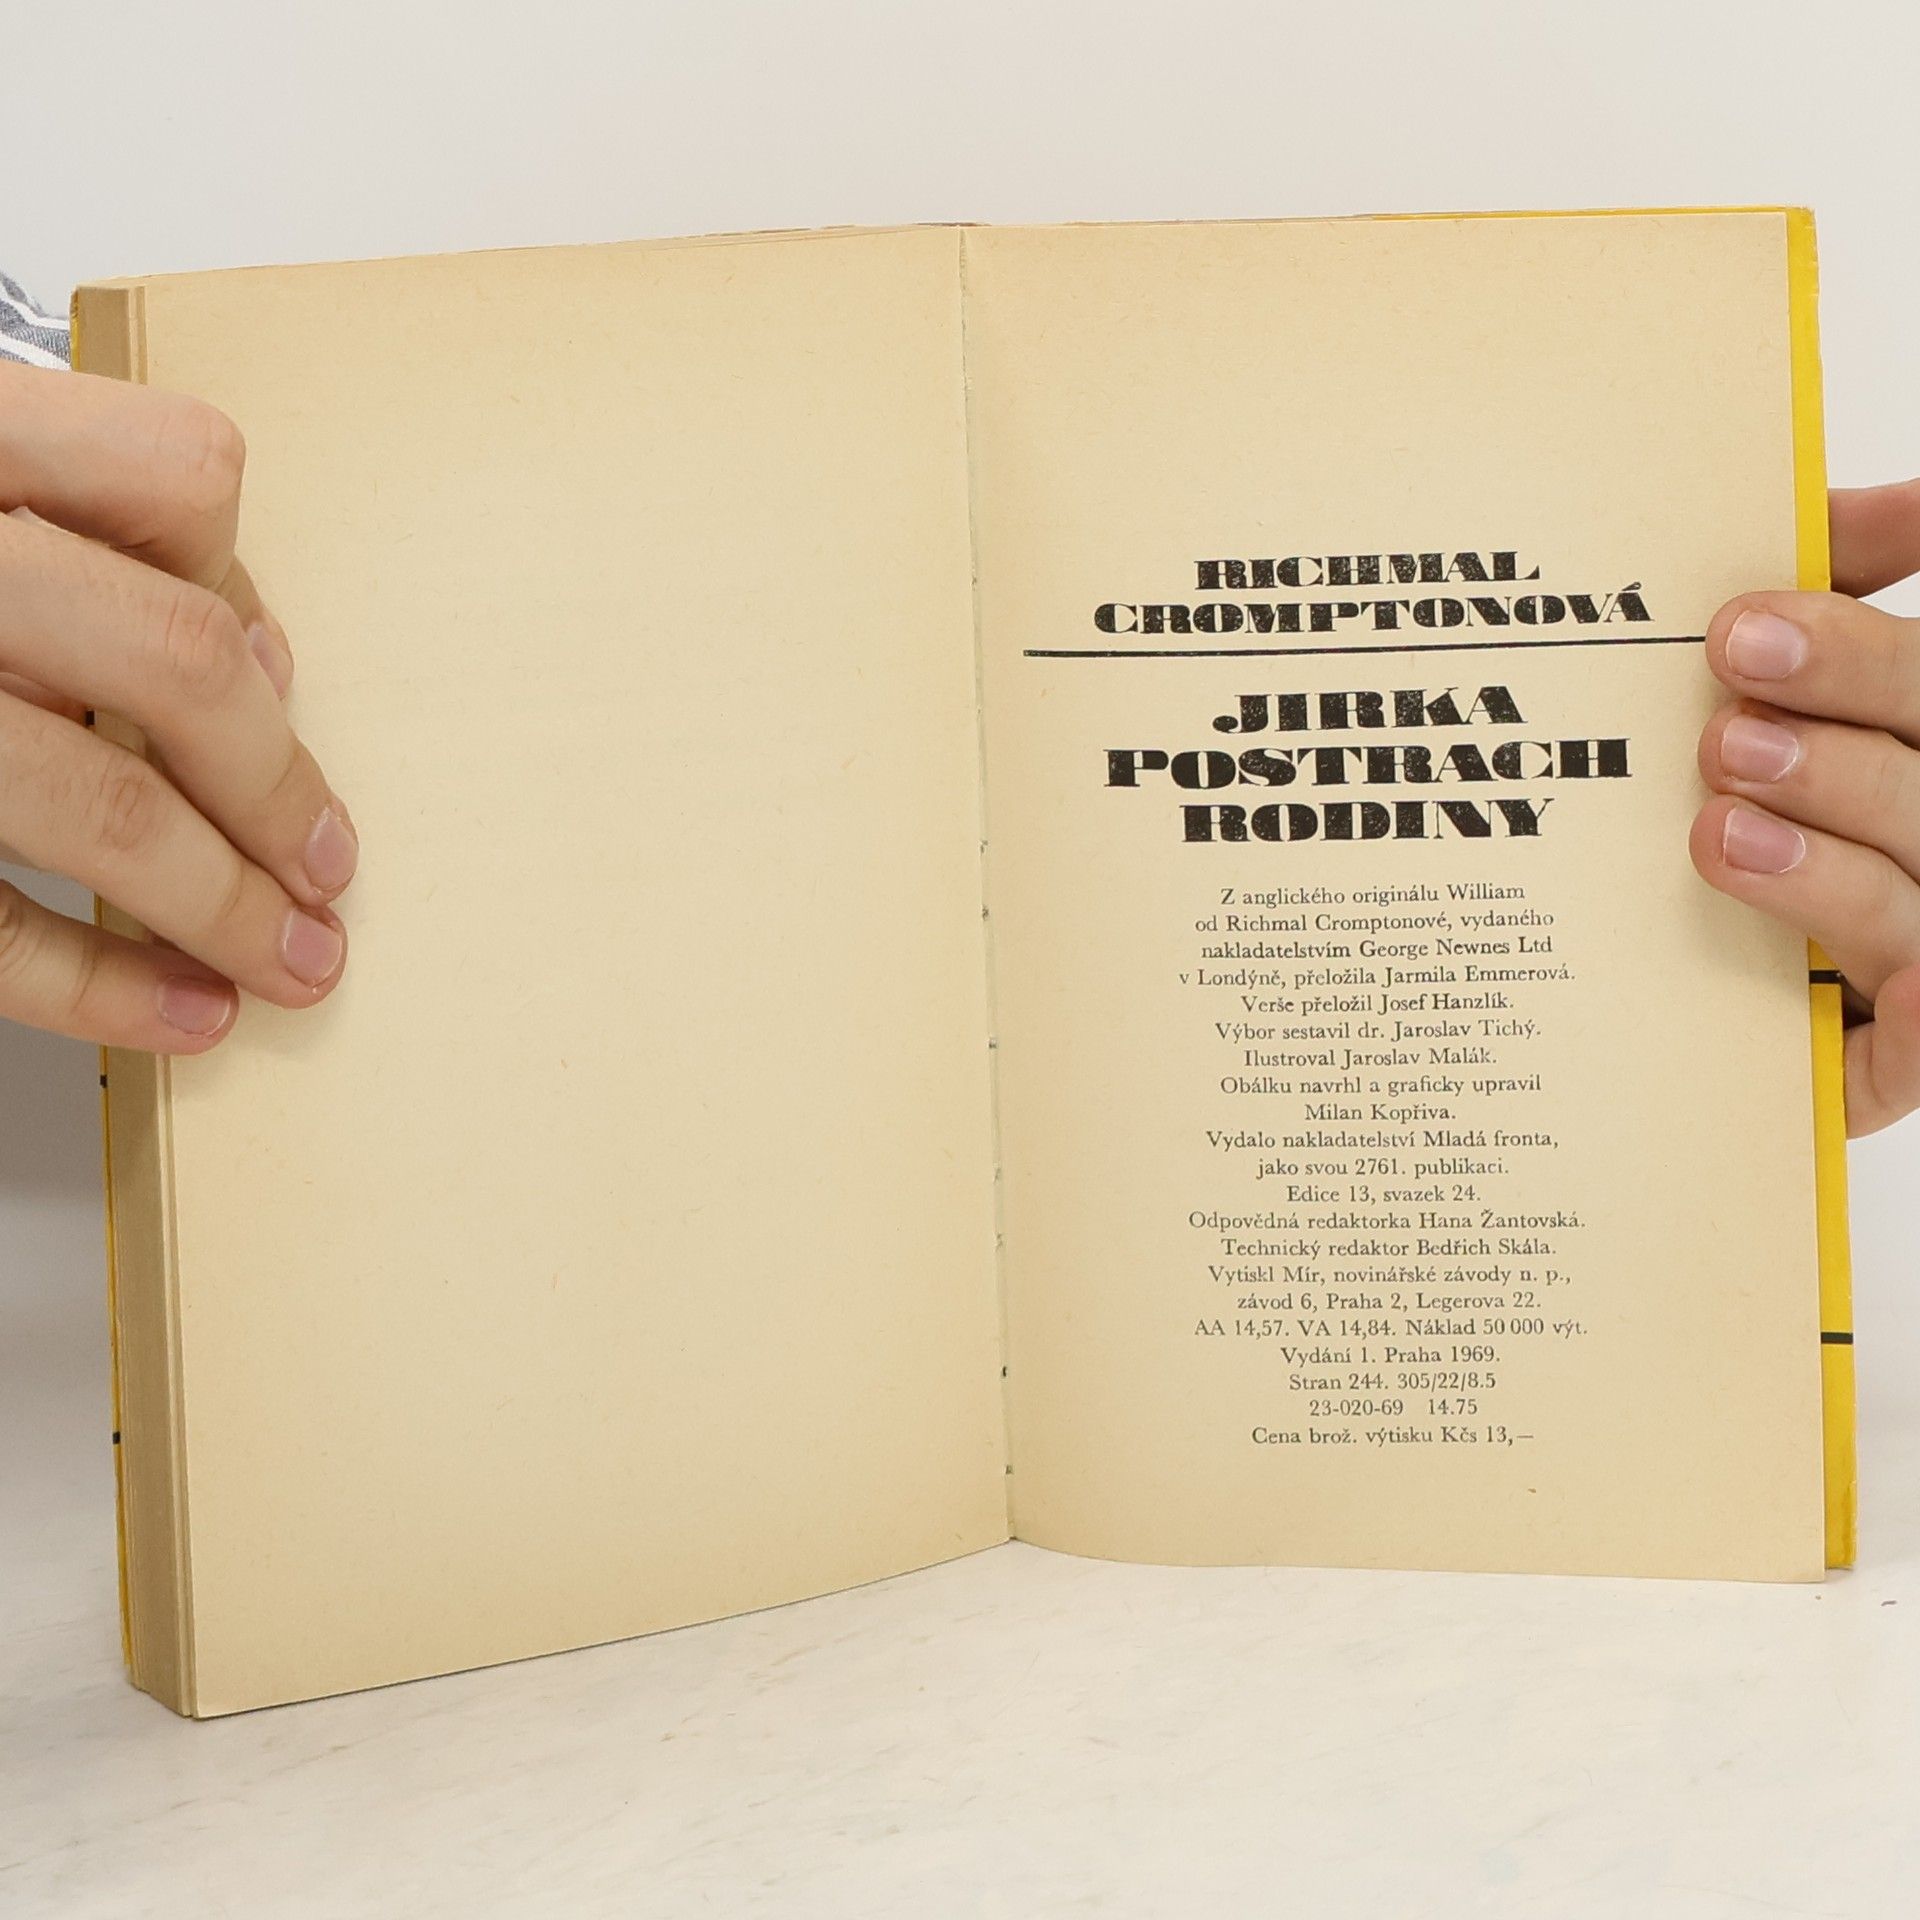 RICHMAL
CROMPTONOVÁ
JIRKA
POSTRACH
RODINY
Z anglického originálu William
od Richmal Cromptonové, vydaného
nakladatelstvím George Newnes Ltd
v Londýně, přeložila Jarmila Emmerová.
Verše přeložil Josef Hanzlík.
Výbor sestavil dr. Jaroslav Tichý.
Ilustroval Jaroslav Malák.
Obálku navrhl a graficky upravil
Milan Kopřiva.
Vydalo nakladatelství Mladá fronta,
jako svou 2761. publikaci.
Edice 13, svazek 24.
Odpovědná redaktorka Hana Žantovská.
Technický redaktor Bedřich Skála.
Vytiskl Mír, novinářské závody n. p.,
závod 6, Praha 2, Legerova 22.
AA 14,57. VA 14,84. Náklad 50 000 výt.
Vydání 1. Praha 1969.
Stran 244. 305/22/8.5
23-020-69 14.75
Cena brož. výtisku Kčs 13,—